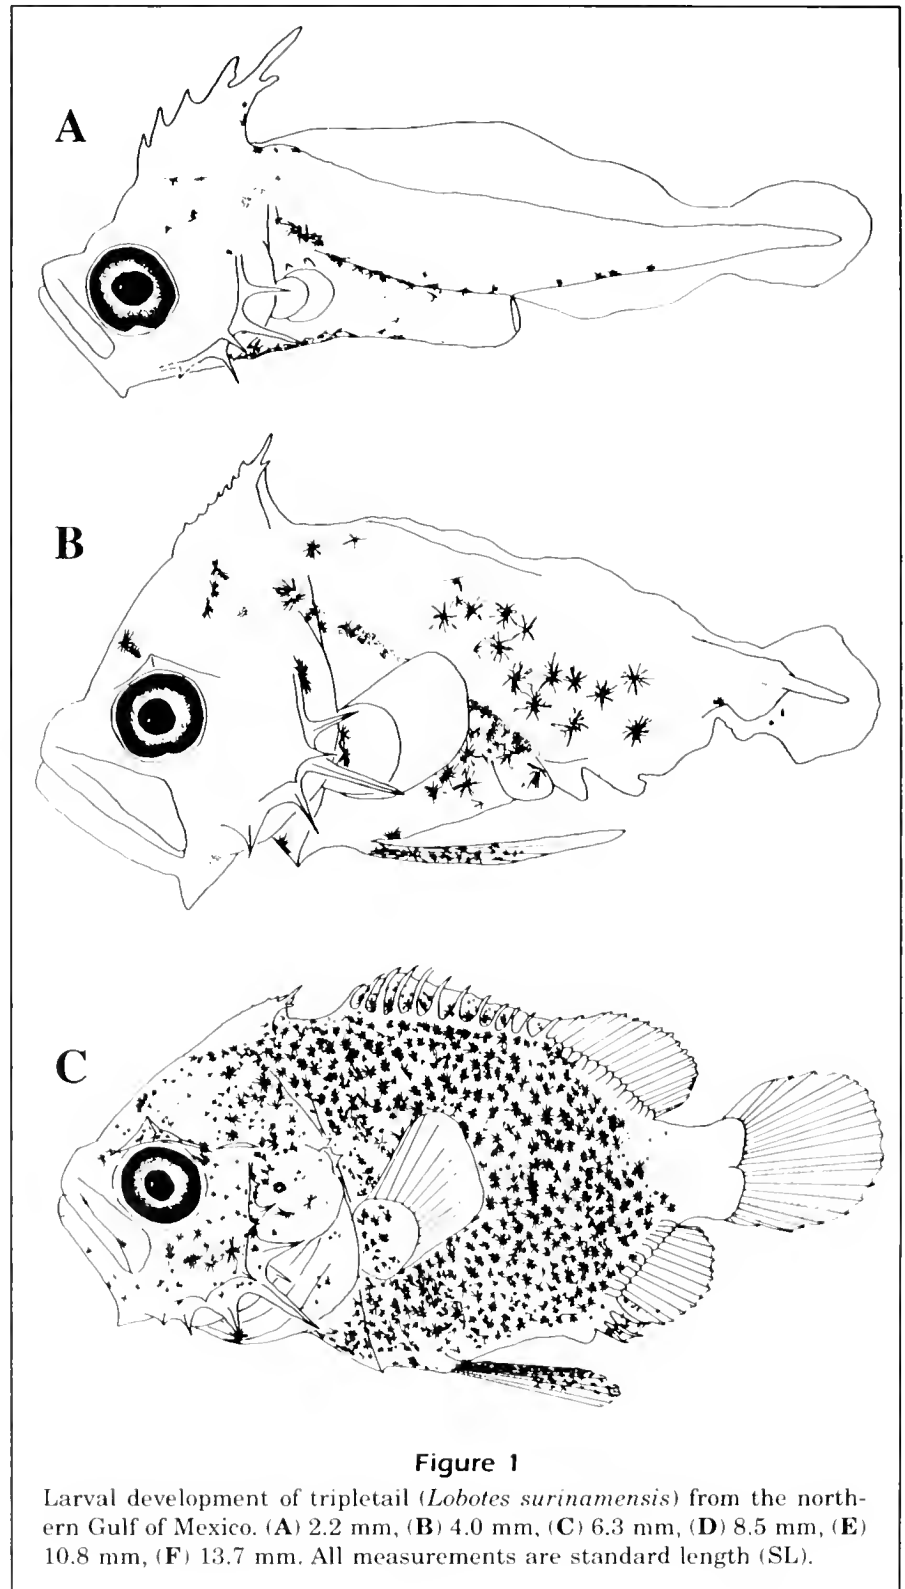 A
B
C
Figure 1
Larval development of tripletail (Lobotes surinamensis) from the north-
ern Gulf of Mexico. (A) 2.2 mm, (B) 4.0 mm, (C) 6.3 mm, (D) 8.5 mm, (E)
10.8 mm, (F) 13.7 mm. All measurements are standard length (SL).